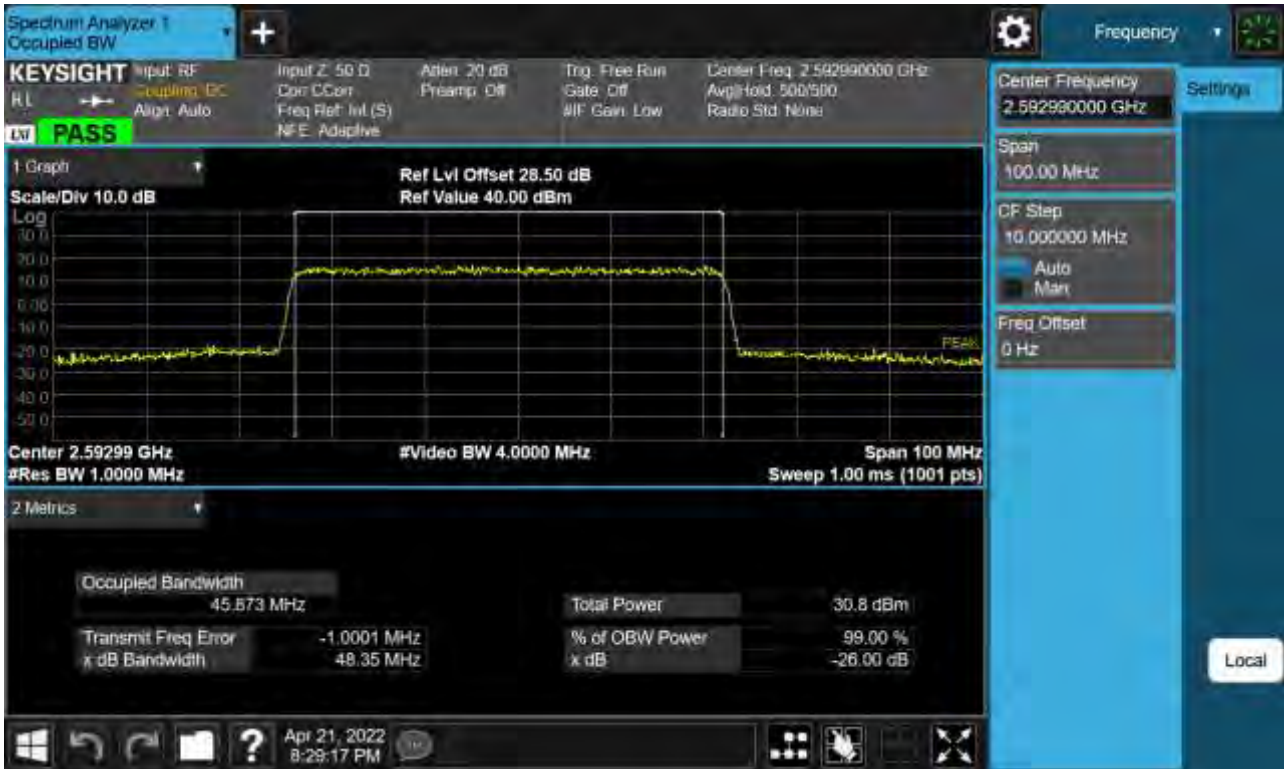 Spectrum Analyzer 1
Occupied BW
+
Frequency
KEYSIGHT
Input: RF
Coupling: DC
Align: Auto
RL
PASS
Input Z: 50 Ω
Corr CCorr
Freq Ref: Int (S)
NFE: Adaptive
Atten: 20 dB
Preamp: Off
Trig: Free Run
Gate: Off
#IF Gain: Low
Center Freq: 2.592990000 GHz
Avg|Hold: 500/500
Radio Std: None
Center Frequency
2.592990000 GHz
Settings
Span
100.00 MHz
CF Step
10.000000 MHz
Auto
Man
Freq Offset
0 Hz
1 Graph
Scale/Div 10.0 dB
Ref Lvl Offset 28.50 dB
Ref Value 40.00 dBm
Log
30.0
20.0
10.0
0.00
-10.0
-20.0
-30.0
-40.0
-50.0
PEAK
Center 2.59299 GHz
#Video BW 4.0000 MHz
Span 100 MHz
#Res BW 1.0000 MHz
Sweep 1.00 ms (1001 pts)
2 Metrics
Occupied Bandwidth
MHz
Total Power
30.8 dBm
Transmit Freq Error
-1.0001 MHz
% of OBW Power
99.00 %
x dB Bandwidth
48.35 MHz
x dB
-26.00 dB
Local
?
Apr 21, 2022
8:29:17 PM